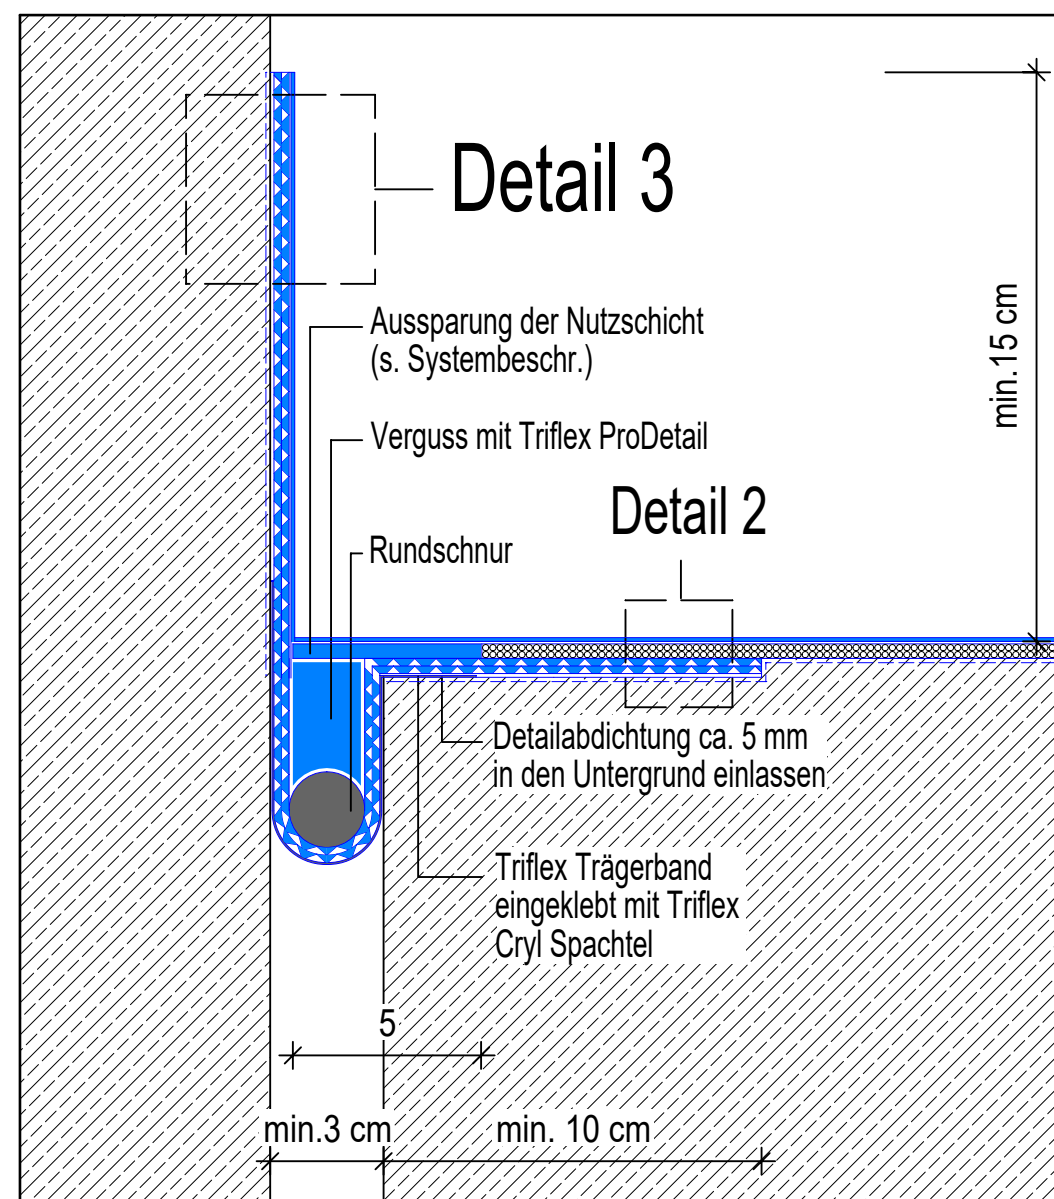 Detail 3
min.15 cm
Aussparung der Nutzschicht
(s. Systembeschr.)
Verguss mit Triflex ProDetail
Detail 2
Rundschnur
Detailabdichtung ca. 5 mm
in den Untergrund einlassen
Triflex Trägerband
eingeklebt mit Triflex
Cryl Spachtel
5
min.3 cm
min. 10 cm